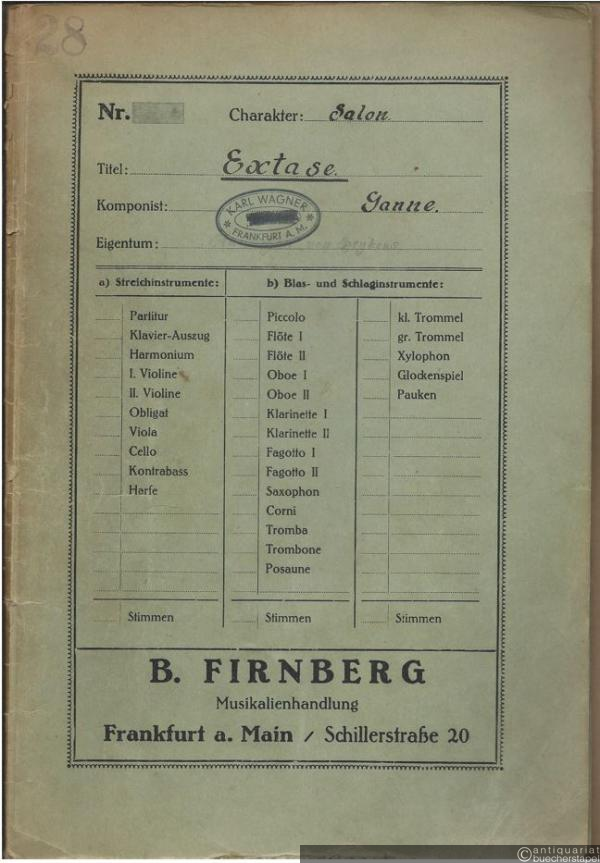 28
Nr. Charakter: Salon.
Titel: Extase.
Komponist: Ganne.
KARL WAGNER
* *
FRANKFURT A. M.
Eigentum:
a) Streichinstrumente: b) Blas- und Schlaginstrumente:
Partitur Piccolo kl. Trommel
Klavier-Auszug Flöte I gr. Trommel
Harmonium Flöte II Xylophon
I. Violine Oboe I Glockenspiel
II. Violine Oboe II Pauken
Obligat Klarinette I
Viola Klarinette II
Cello Fagotto I
Kontrabass Fagotto II
Harfe Saxophon
Corni
Tromba
Trombone
Posaune
Stimmen Stimmen Stimmen
B. FIRNBERG
Musikalienhandlung
Frankfurt a. Main / Schillerstraße 20
antiquariat
buecherstapel